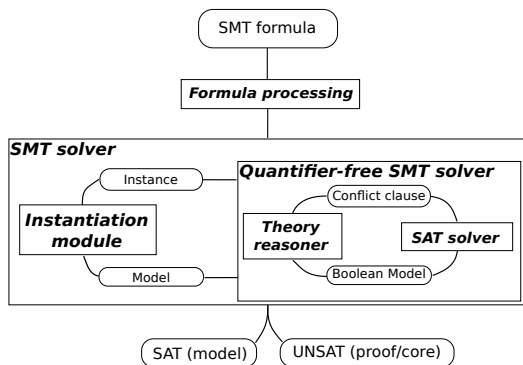 SMT formula
Formula processing
SMT solver
Quantifier-free SMT solver
Instance
Conflict clause
Instantiation
module
Theory
reasoner
SAT solver
Model
Boolean Model
SAT (model)
UNSAT (proof/core)